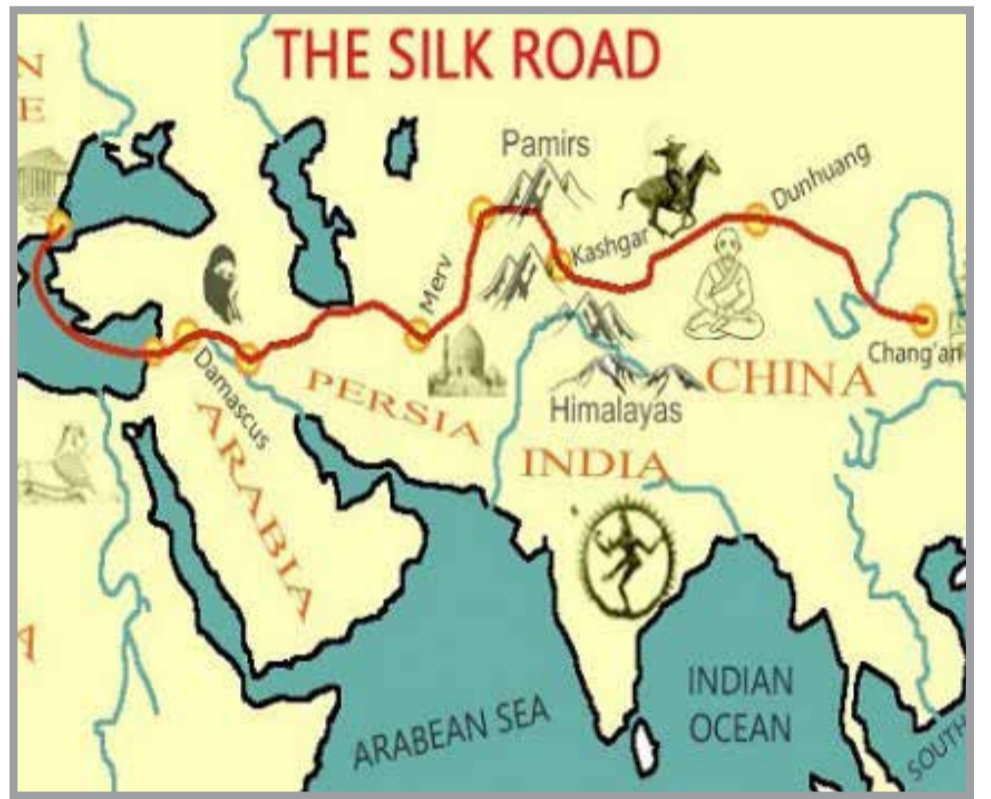 THE SILK ROAD
N
E
Pamirs
Dunhuang
Kashgar
Merv
Chang'an
Damascus
PERSIA
CHINA
Himalayas
ARABIA
INDIA
A
INDIAN
OCEAN
ARABEAN SEA
SOUTH